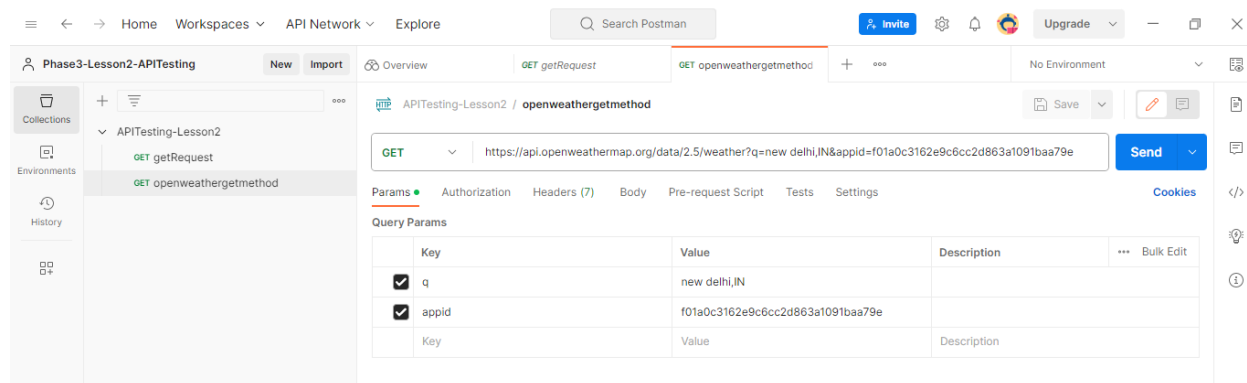 Home Workspaces API Network Explore Search Postman Invite Upgrade
Phase3-Lesson2-APITesting New Import Overview GET getRequest GET openweathergetmethod No Environment
Collections
Environments
History
APITesting-Lesson2
GET getRequest
GET openweathergetmethod
HTTP APITesting-Lesson2 / openweathergetmethod Save
GET https://api.openweathermap.org/data/2.5/weather?q=new delhi,IN&appid=f01a0c3162e9c6cc2d863a1091baa79e Send
Params Authorization Headers (7) Body Pre-request Script Tests Settings Cookies
Query Params
Key Value Description Bulk Edit
q new delhi,IN
appid f01a0c3162e9c6cc2d863a1091baa79e
Key Value Description